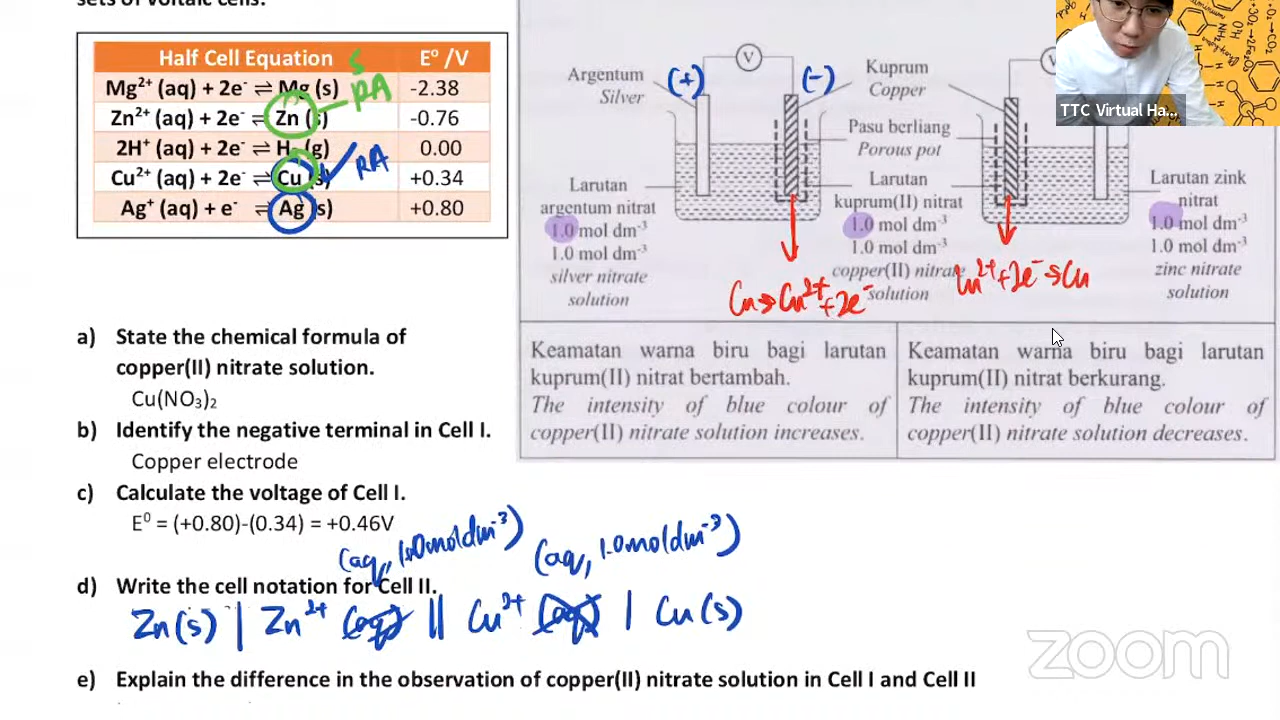 sets of voltaic cells.
Half Cell Equation E⁰ /V
S
Mg²⁺ (aq) + 2e⁻ ⇌ Mg (s) -2.38
RA
Zn²⁺ (aq) + 2e⁻ ⇌ Zn (s) -0.76
2H⁺ (aq) + 2e⁻ ⇌ H₂ (g) 0.00
RA
Cu²⁺ (aq) + 2e⁻ ⇌ Cu (s) +0.34
Ag⁺ (aq) + e⁻ ⇌ Ag (s) +0.80
a) State the chemical formula of
copper(II) nitrate solution.
Cu(NO₃)₂
b) Identify the negative terminal in Cell I.
Copper electrode
c) Calculate the voltage of Cell I.
E⁰ = (+0.80)-(0.34) = +0.46V
(aq, 1.0moldm⁻³) (aq, 1.0moldm⁻³)
d) Write the cell notation for Cell II.
Zn(s) | Zn²⁺ (aq) || Cu²⁺ (aq) | Cu(s)
e) Explain the difference in the observation of copper(II) nitrate solution in Cell I and Cell II
Argentum
Silver
(+)
V
(-)
Kuprum
Copper
V
Pasu berliang
Porous pot
Larutan
argentum nitrat
1.0 mol dm⁻³
1.0 mol dm⁻³
silver nitrate
solution
Larutan
kuprum(II) nitrat
1.0 mol dm⁻³
1.0 mol dm⁻³
copper(II) nitrate
solution
Larutan zink
nitrat
1.0 mol dm⁻³
1.0 mol dm⁻³
zinc nitrate
solution
Cu→Cu²⁺+2e⁻
Cu²⁺+2e⁻→Cu
Keamatan warna biru bagi larutan
kuprum(II) nitrat bertambah.
The intensity of blue colour of
copper(II) nitrate solution increases.
Keamatan warna biru bagi larutan
kuprum(II) nitrat berkurang.
The intensity of blue colour of
copper(II) nitrate solution decreases.
TTC Virtual Ha...
zoom